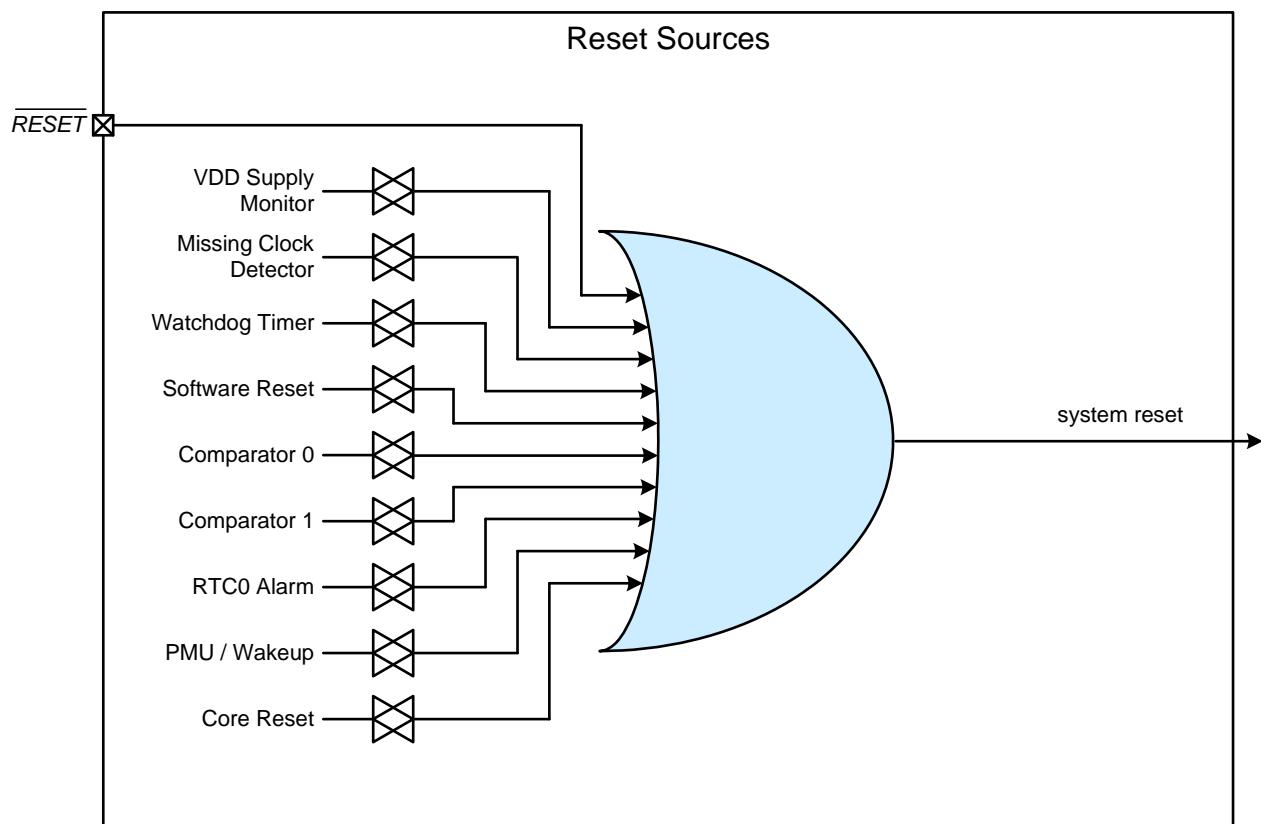 Reset Sources
RESET
VDD Supply
Monitor
Missing Clock
Detector
Watchdog Timer
Software Reset
Comparator 0
system reset
Comparator 1
RTC0 Alarm
PMU / Wakeup
Core Reset